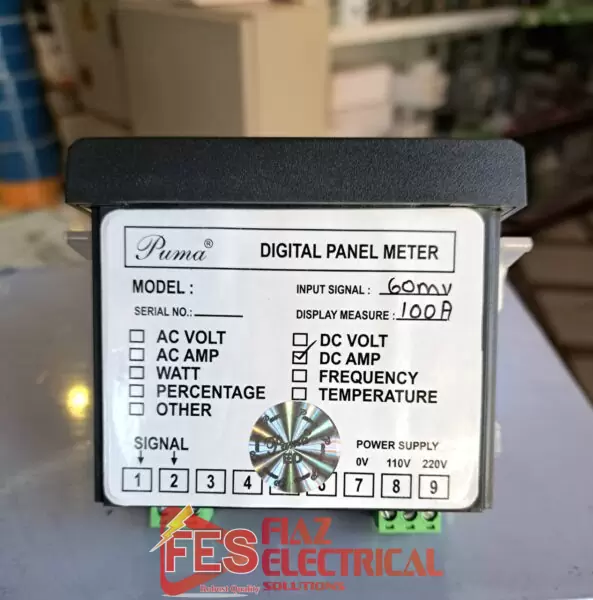 Puma® DIGITAL PANEL METER
MODEL : INPUT SIGNAL : 60mv
SERIAL NO.: DISPLAY MEASURE : 100A
AC VOLT DC VOLT
AC AMP DC AMP
WATT FREQUENCY
PERCENTAGE TEMPERATURE
OTHER
SIGNAL POWER SUPPLY
0V 110V 220V
1 2 3 4 7 8 9
FES FIAZ
ELECTRICAL
Robust Quality SOLUTIONS